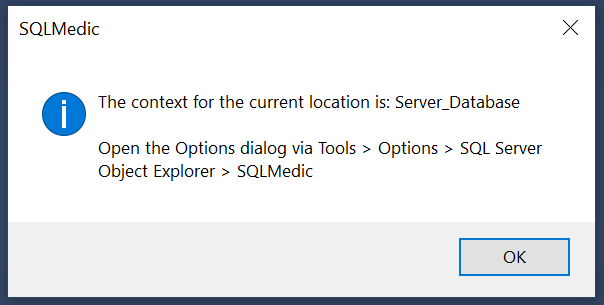 SQLMedic
The context for the current location is: Server_Database
Open the Options dialog via Tools > Options > SQL Server
Object Explorer > SQLMedic
OK